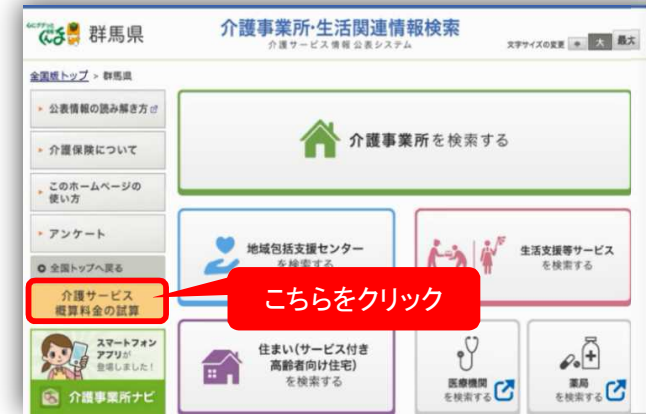 ぐんま 群馬県
介護事業所・生活関連情報検索
介護サービス情報公表システム
文字サイズの変更 中 大 最大
全国版トップ > 群馬県
公表情報の読み解き方
介護保険について
このホームページの
使い方
アンケート
全国トップへ戻る
介護サービス
概算料金の試算
スマートフォン
アプリが
登場しました!
介護事業所ナビ
介護事業所を検索する
地域包括支援センター
を検索する
生活支援等サービス
を検索する
こちらをクリック
住まい(サービス付き
高齢者向け住宅)
を検索する
医療機関
を検索する
薬局
を検索する